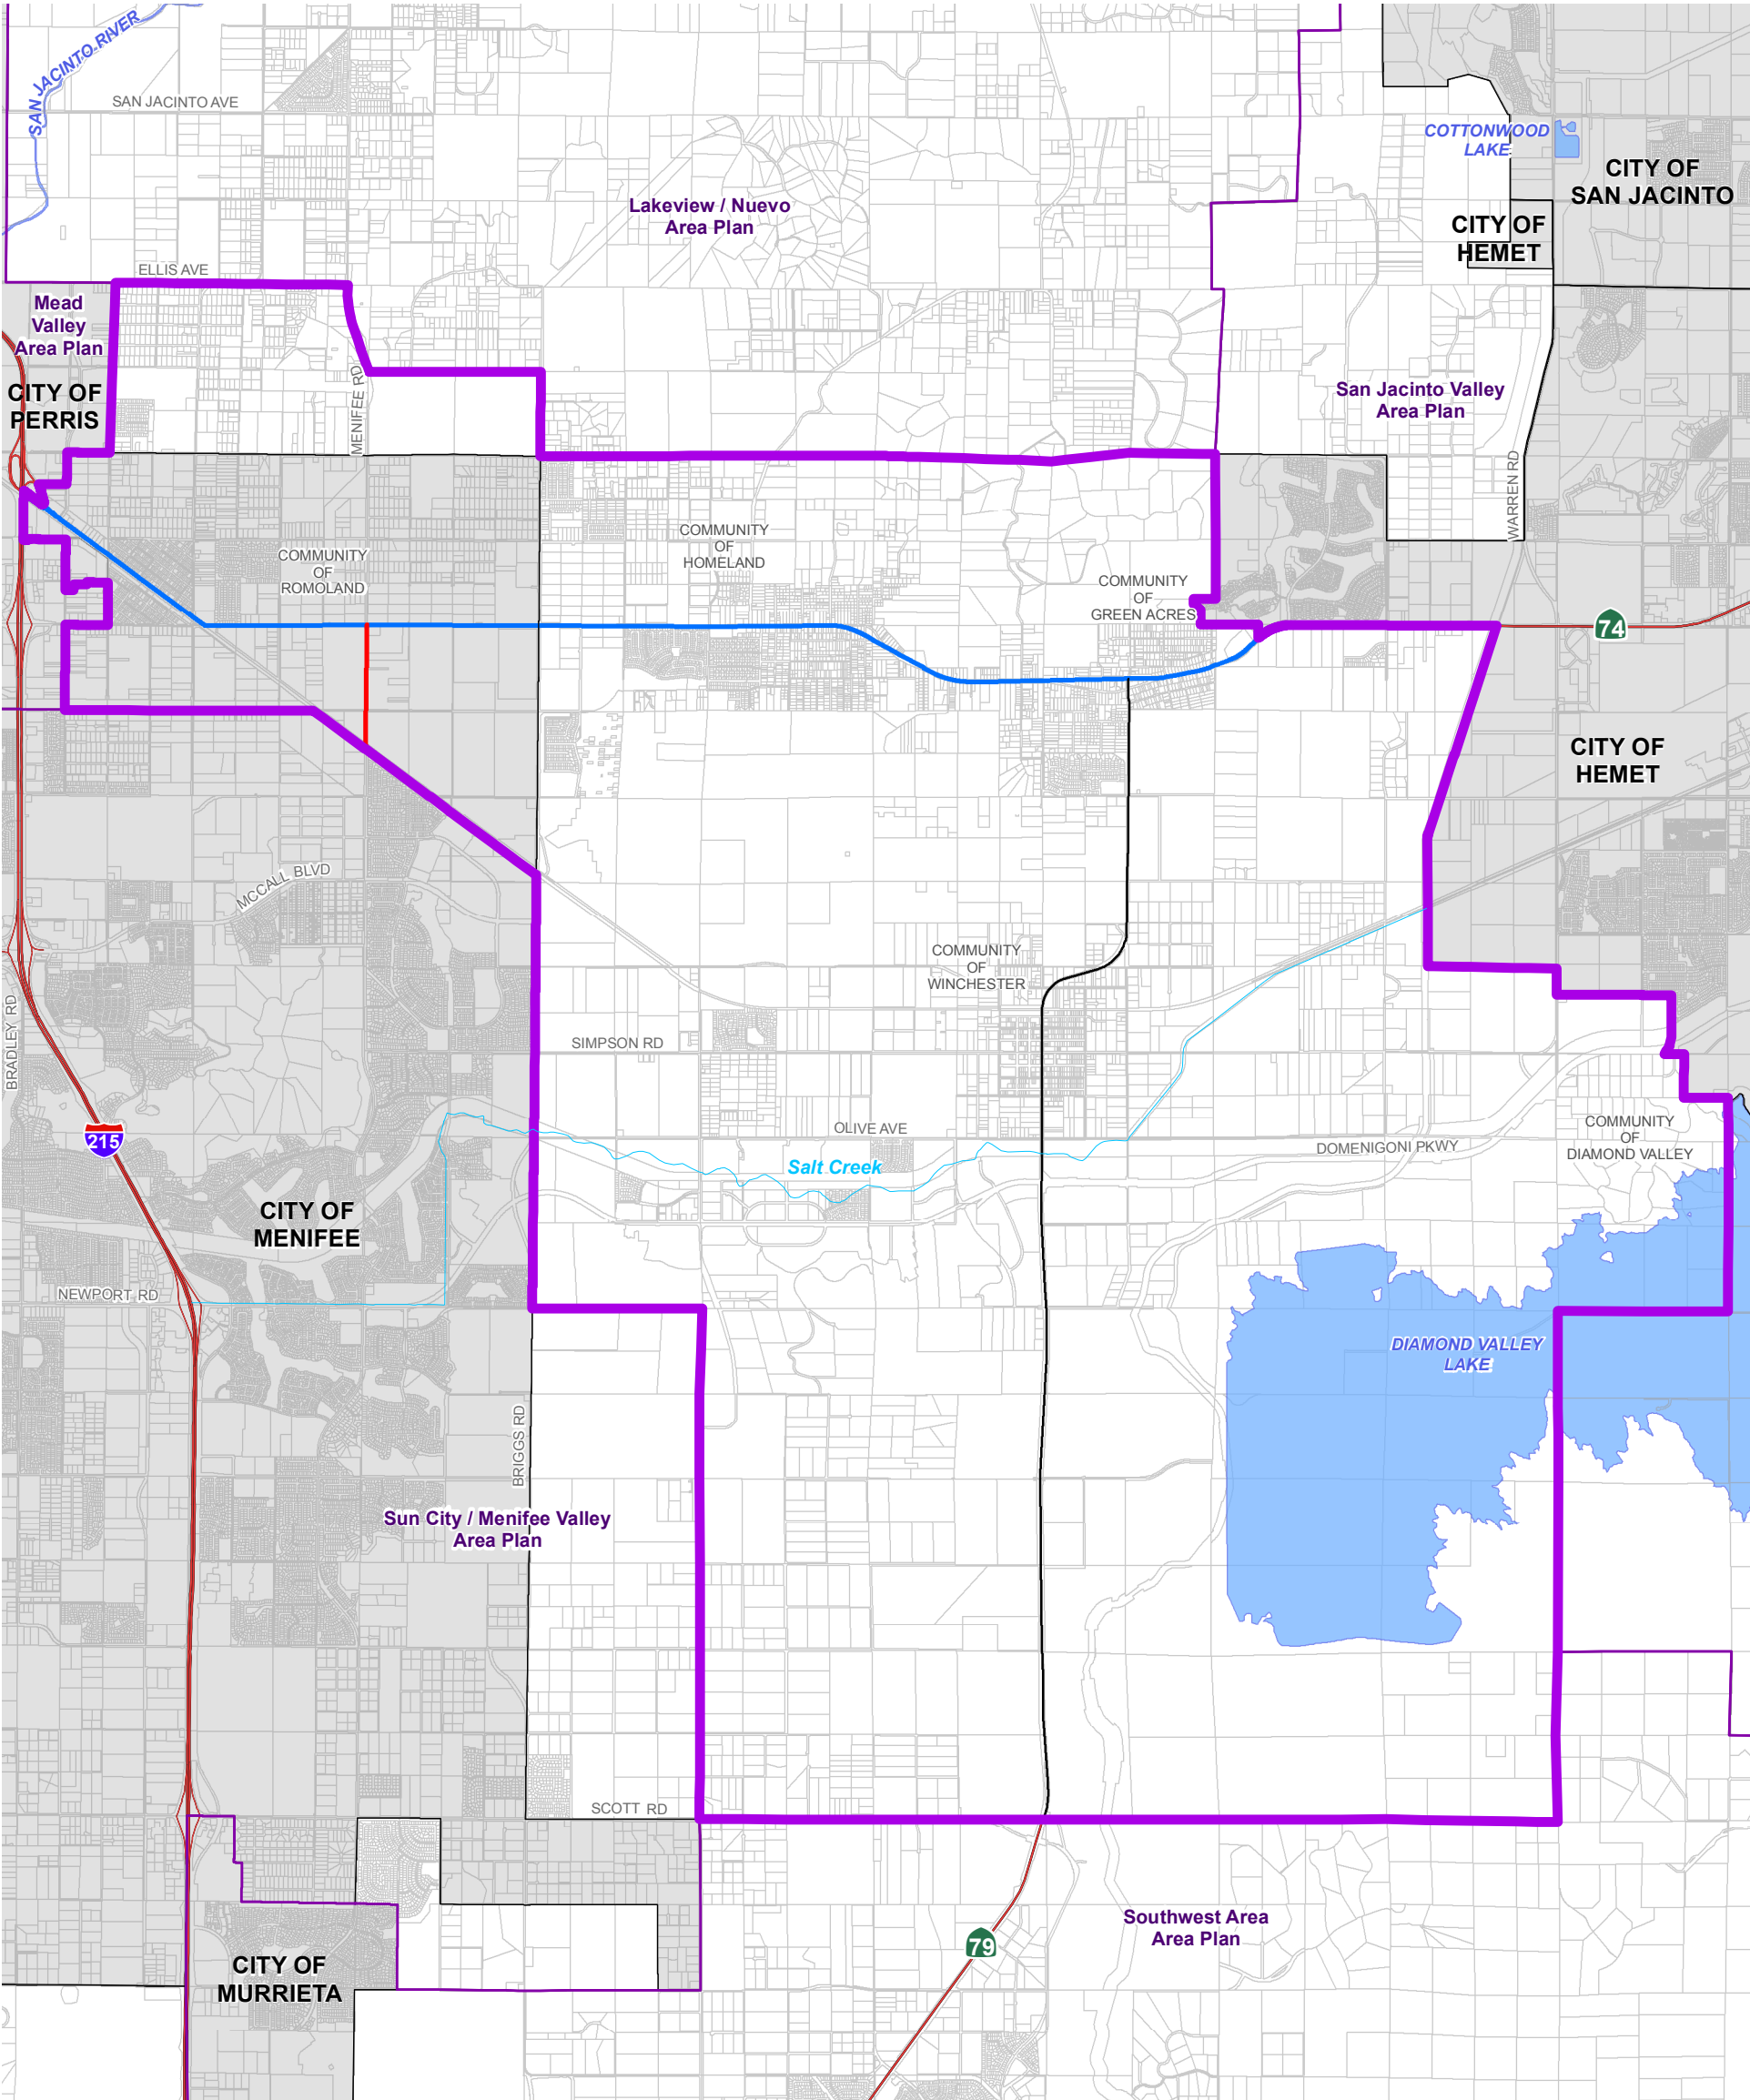 SAN JACINTO RIVER
SAN JACINTO AVE
COTTONWOOD
LAKE
CITY OF
SAN JACINTO
Lakeview / Nuevo
Area Plan
CITY OF
HEMET
ELLIS AVE
Mead
Valley
Area Plan
CITY OF
PERRIS
MENIFEE RD
San Jacinto Valley
Area Plan
WARREN RD
COMMUNITY
OF
HOMELAND
COMMUNITY
OF
ROMOLAND
COMMUNITY
OF
GREEN ACRES
74
CITY OF
HEMET
MCCALL BLVD
COMMUNITY
OF
WINCHESTER
BRADLEY RD
SIMPSON RD
215
OLIVE AVE
COMMUNITY
OF
DIAMOND VALLEY
DOMENIGONI PKWY
Salt Creek
CITY OF
MENIFEE
NEWPORT RD
DIAMOND VALLEY
LAKE
BRIGGS RD
Sun City / Menifee Valley
Area Plan
SCOTT RD
Southwest Area
Area Plan
79
CITY OF
MURRIETA